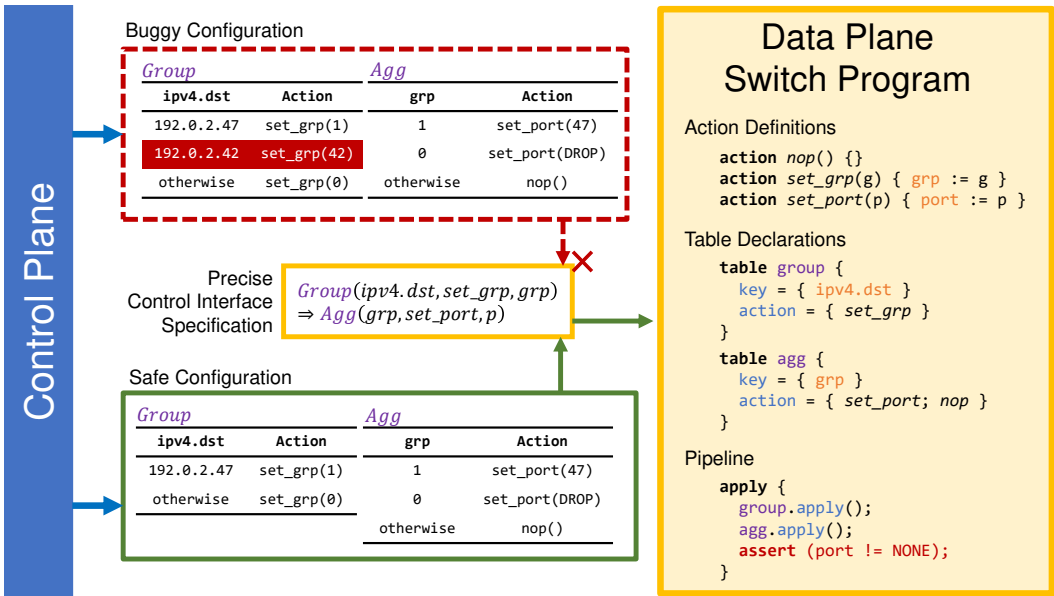 Control Plane
Buggy Configuration
Group Agg
ipv4.dst Action grp Action
192.0.2.47 set_grp(1) 1 set_port(47)
192.0.2.42 set_grp(42) 0 set_port(DROP)
otherwise set_grp(0) otherwise nop()
Precise
Control Interface
Specification
Group(ipv4.dst, set_grp, grp)
⇒ Agg(grp, set_port, p)
Safe Configuration
Group Agg
ipv4.dst Action grp Action
192.0.2.47 set_grp(1) 1 set_port(47)
otherwise set_grp(0) 0 set_port(DROP)
otherwise nop()
Data Plane
Switch Program
Action Definitions
action nop() {}
action set_grp(g) { grp := g }
action set_port(p) { port := p }
Table Declarations
table group {
key = { ipv4.dst }
action = { set_grp }
}
table agg {
key = { grp }
action = { set_port; nop }
}
Pipeline
apply {
group.apply();
agg.apply();
assert (port != NONE);
}